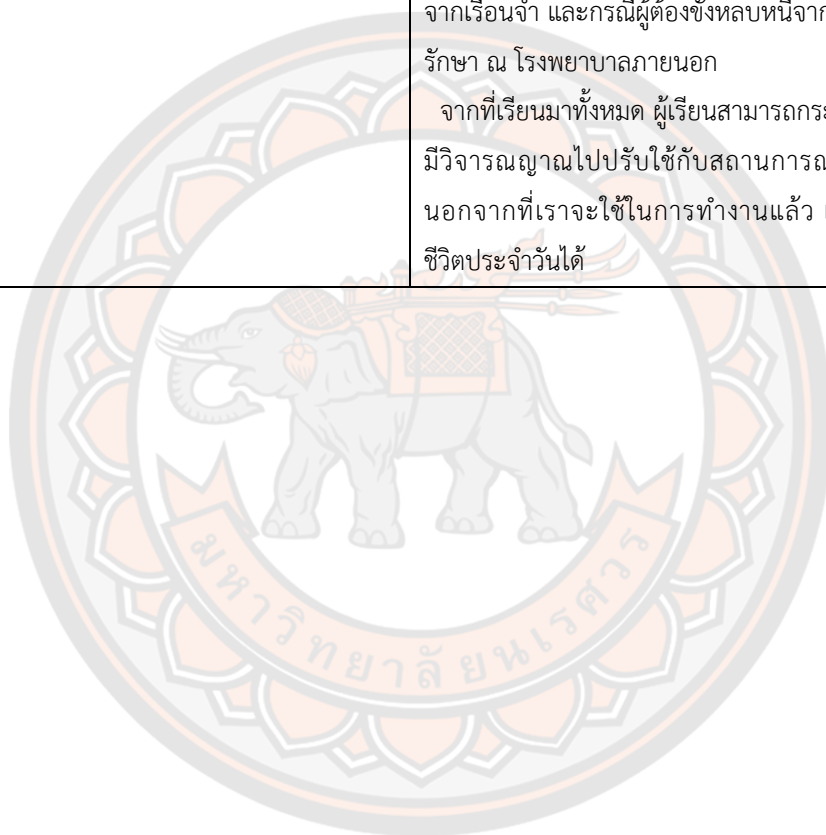 จากเรือนจำ และกรณีผู้ต้องขังหลบหนีจาก
รักษา ณ โรงพยาบาลภายนอก
จากที่เรียนมาทั้งหมด ผู้เรียนสามารถ
มีวิจารณญาณไปปรับใช้กับ
นอกจากที่เราจะใช้ในการทำงานแล้ว
ชีวิตประจำวันได้
มหาวิทยาลัยนเรศวร